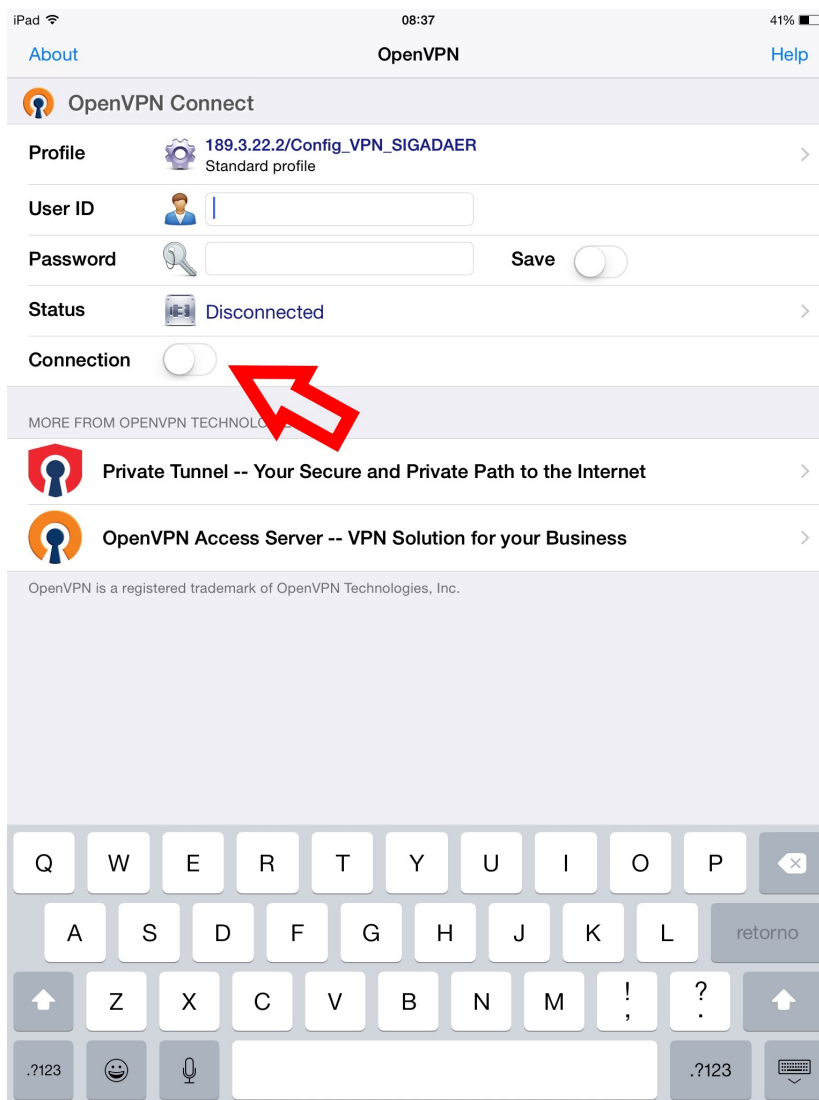 iPad 08:37 41%
About OpenVPN Help
OpenVPN Connect
Profile 189.3.22.2/Config_VPN_SIGADAER
Standard profile
User ID
Password Save
Status Disconnected
Connection
MORE FROM OPENVPN
Private Tunnel -- Your Secure and Private Path to the Internet
OpenVPN Access Server -- VPN Solution for your Business
OpenVPN is a registered trademark of OpenVPN Technologies, Inc.
Q W E R T Y U I O P
A S D F G H J K L retorno
Z X C V B N M ! , ? .
.?123 .?123